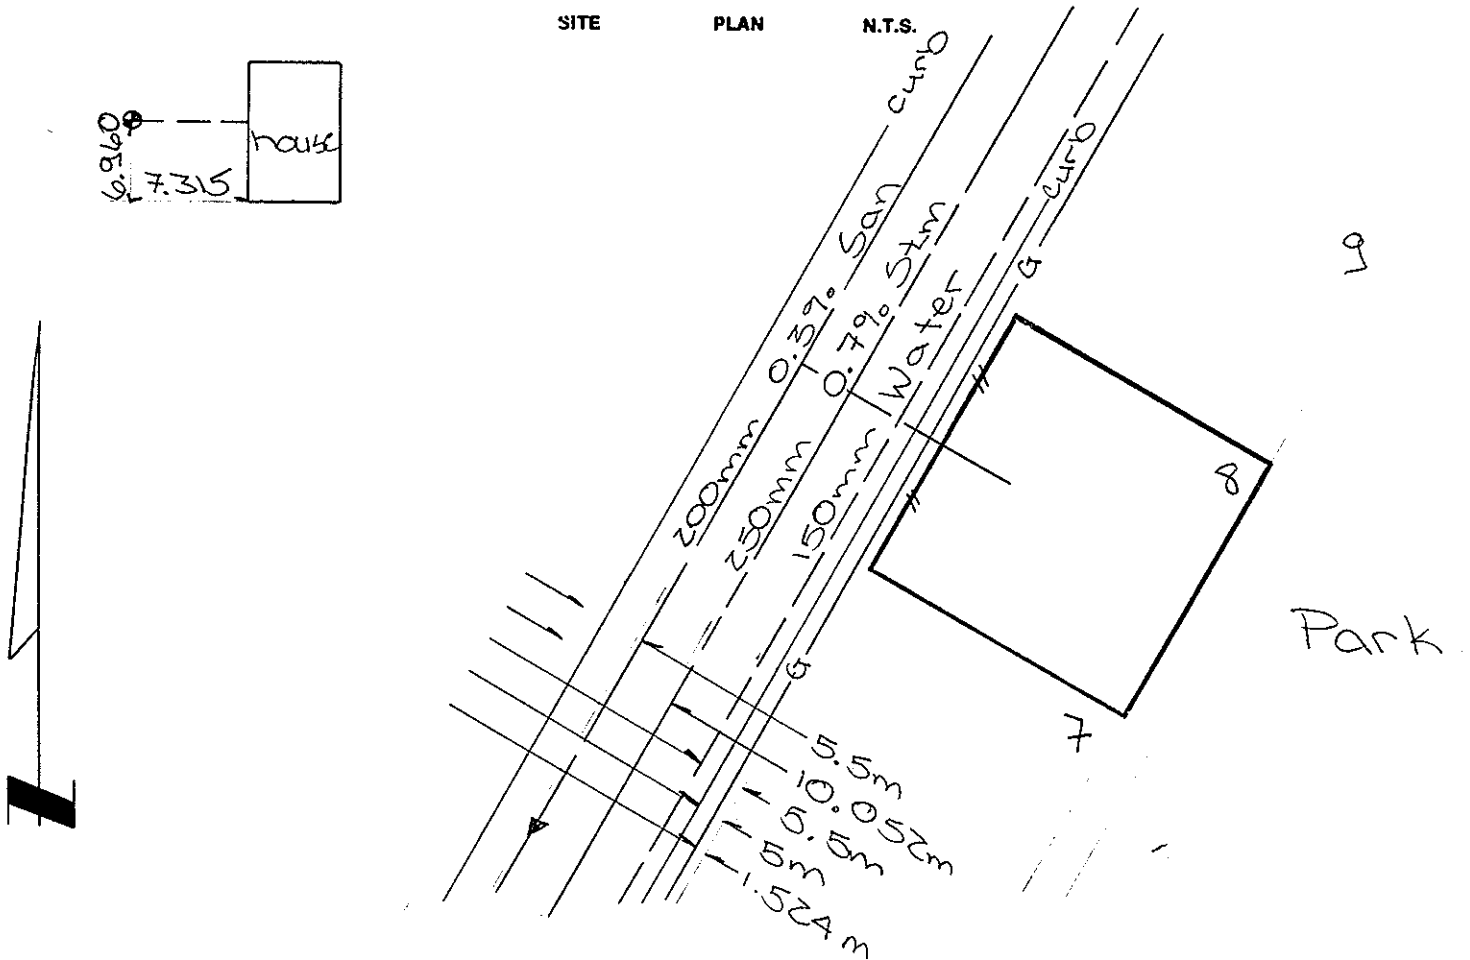 SITE PLAN N.T.S.
6.960
7.315
house
curb
curb
200mm 0.39% San
250mm 0.79% Stm
150mm Water
G
G
9
8
7
Park
5.5m
10.052m
5.5m
5m
1.524m